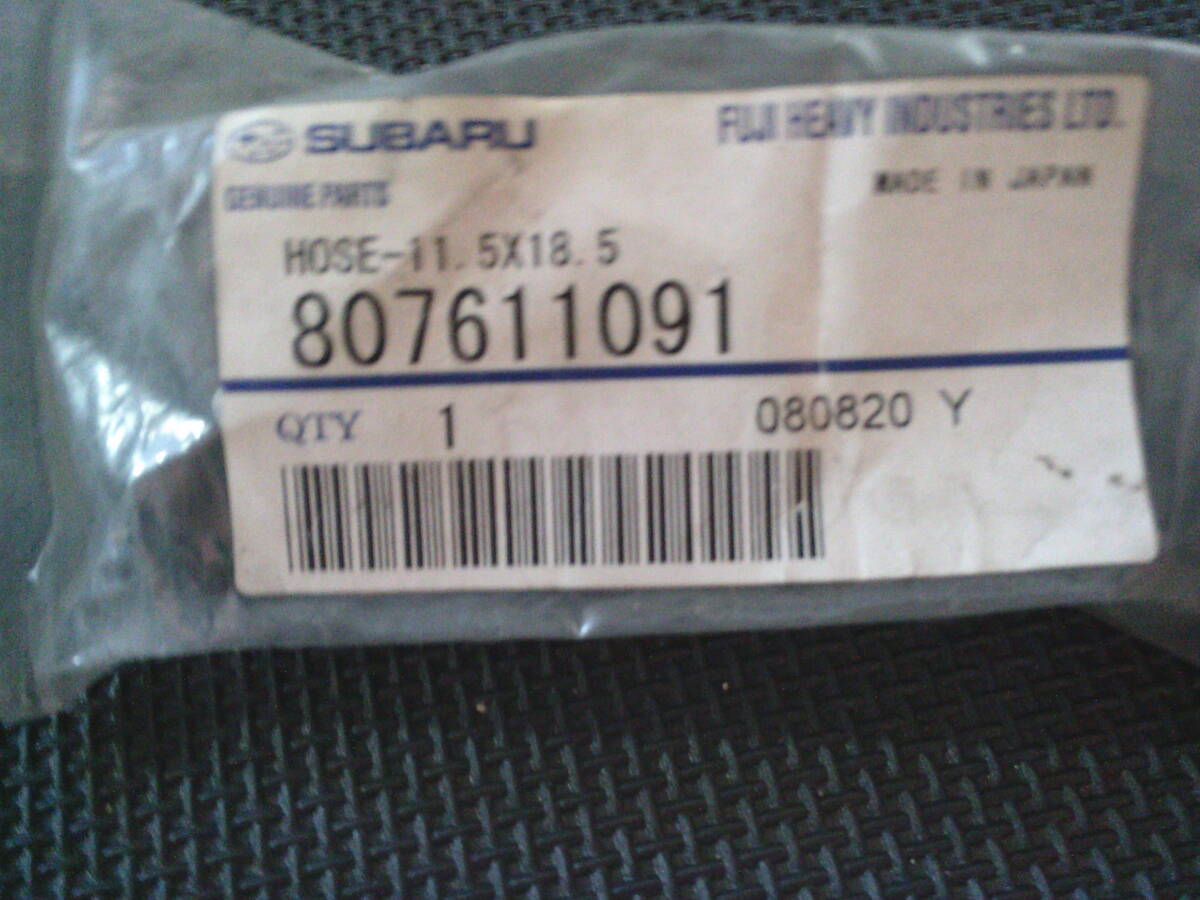 SUBARU FUJI HEAVY INDUSTRIES LTD.
GENUINE PARTS MADE IN JAPAN
HOSE-11.5X18.5
807611091
QTY 1 080820 Y